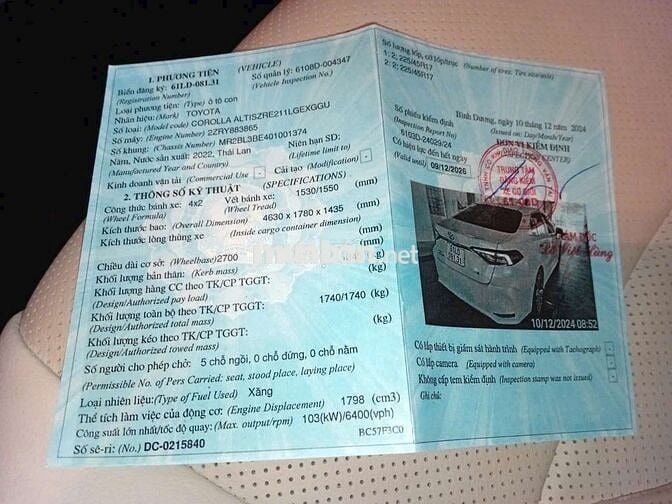 1. PHƯƠNG TIỆN (VEHICLE)
Biển đăng ký: 61LD-081.31 Số quản lý: 6108D-004347
(Registration Number) (Vehicle Inspection No.)
Loại phương tiện: (Type) ô tô con
Nhãn hiệu: (Mark) TOYOTA
Số loại: (Model code) COROLLA ALTISZRE211LGEXGGU
Số máy: (Engine Number) 2ZRY883865
Số khung: (Chassis Number) MR2BL3BE401001374
Năm, Nước sản xuất: 2022, Thái Lan Niên hạn SD:
(Manufactured Year and Country) (Lifetime limit to)
Kinh doanh vận tải (Commercial Use) - Cải tạo (Modification) -
2. THÔNG SỐ KỸ THUẬT (SPECIFICATIONS)
Công thức bánh xe: 4x2 Vết bánh xe: 1530/1550 (mm)
(Wheel Formula) (Wheel Tread)
Kích thước bao: (Overall Dimension) 4630 x 1780 x 1435 (mm)
Kích thước lòng thùng xe (Inside cargo container dimension)
(mm)
Chiều dài cơ sở: (Wheelbase) 2700 (mm)
Khối lượng bản thân: (Kerb mass)
Khối lượng hàng CC theo TK/CP TGGT:
(Design/Authorized pay load)
Khối lượng toàn bộ theo TK/CP TGGT: 1740/1740 (kg)
(Design/Authorized total mass)
Khối lượng kéo theo TK/CP TGGT: (kg)
(Design/Authorized towed mass)
Số người cho phép chở: 5 chỗ ngồi, 0 chỗ đứng, 0 chỗ nằm
(Permissible No. of Pers Carried: seat, stood place, laying place)
Loại nhiên liệu: (Type of Fuel Used) Xăng
Thể tích làm việc của động cơ: (Engine Displacement) 1798 (cm3)
Công suất lớn nhất/tốc độ quay: (Max. output/rpm) 103(kW)/6400(vph)
Số sê-ri: (No.) DC-0215840 BC57F3C0
Số lượng lốp, cỡ lốp/trục (Number of tires, Tire size/axle)
1: 2; 225/45R17
2: 2; 225/45R17
Bình Dương, ngày 10 tháng 12 năm 2024
Số phiếu kiểm định (Issued on: Day/Month/Year)
(Inspection Report No) ĐƠN VỊ KIỂM ĐỊNH
6103D-24029/24 (INSPECTION CENTER)
Có hiệu lực đến hết ngày
(Valid until) 09/12/2026
TRUNG TÂM
ĐĂNG KIỂM
XE CƠ GIỚI
10/12/2024 08:52
Có lắp thiết bị giám sát hành trình (Equipped with Tachograph) -
Có lắp camera (Equipped with camera) -
Không cấp tem kiểm định (Inspection stamp was not issued) -
Ghi chú: